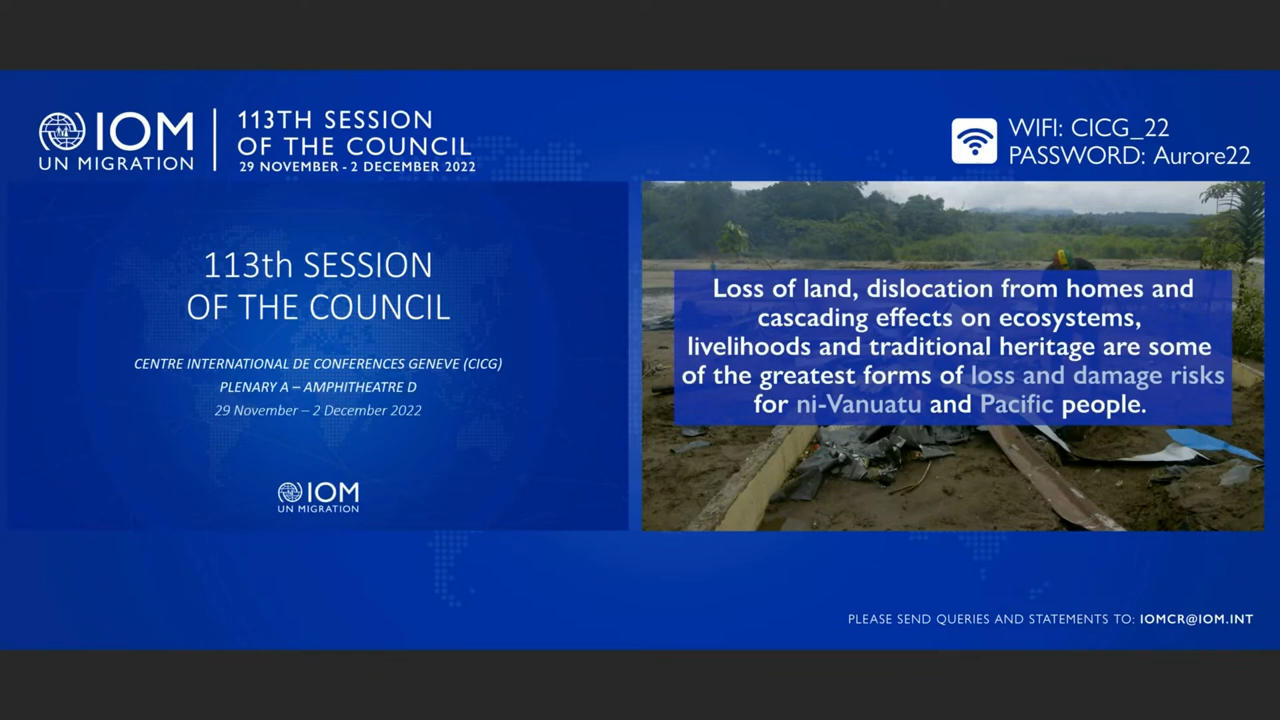 IOM
UN MIGRATION
113TH SESSION
OF THE COUNCIL
29 NOVEMBER - 2 DECEMBER 2022
WIFI: CICG_22
PASSWORD: Aurore22
113th SESSION
OF THE COUNCIL
CENTRE INTERNATIONAL DE CONFERENCES GENEVE (CICG)
PLENARY A – AMPHITHEATRE D
29 November – 2 December 2022
IOM
UN MIGRATION
Loss of land, dislocation from homes and
cascading effects on ecosystems,
livelihoods and traditional heritage are some
of the greatest forms of loss and damage risks
for ni-Vanuatu and Pacific people.
PLEASE SEND QUERIES AND STATEMENTS TO: IOMCR@IOM.INT